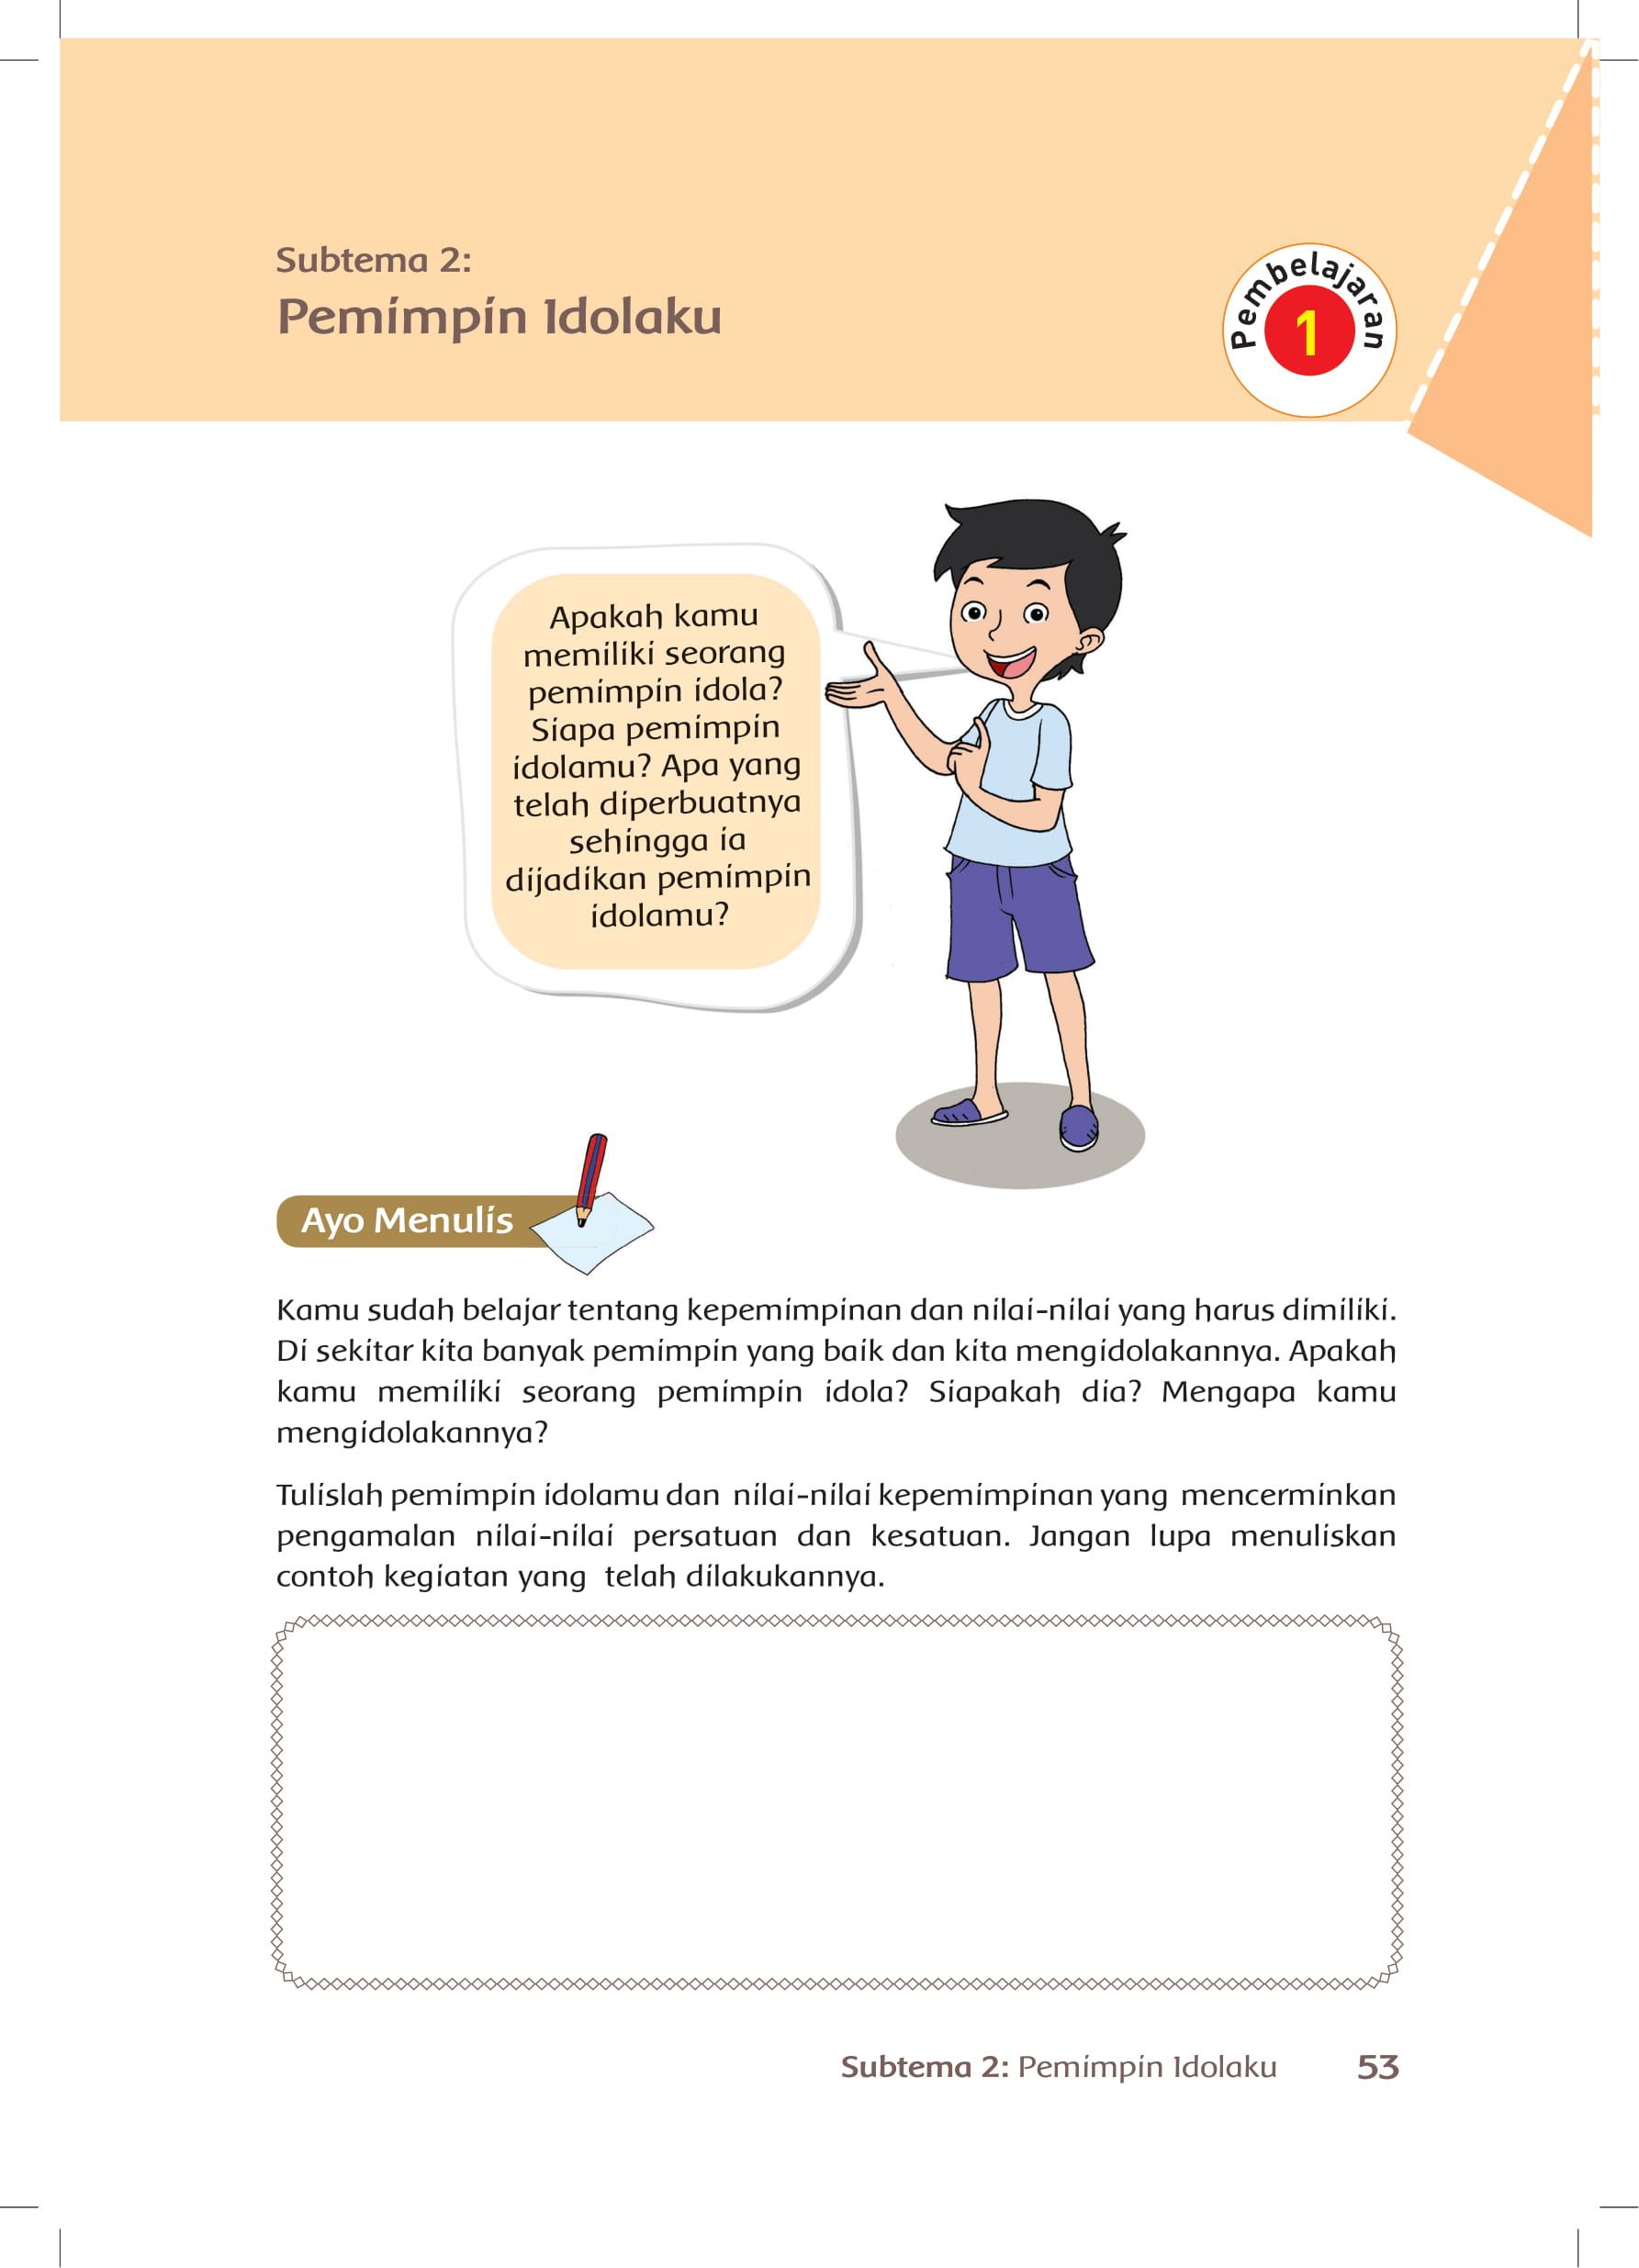 Subtema 2:
Pemimpin Idolaku
Pembelajaran
1
Apakah kamu
memiliki seorang
pemimpin idola?
Siapa pemimpin
idolamu? Apa yang
telah diperbuatnya
sehingga ia
dijadikan pemimpin
idolamu?
Ayo Menulis
Kamu sudah belajar tentang kepemimpinan dan nilai-nilai yang harus dimiliki.
Di sekitar kita banyak pemimpin yang baik dan kita mengidolakannya. Apakah
kamu memiliki seorang pemimpin idola? Siapakah dia? Mengapa kamu
mengidolakannya?
Tulislah pemimpin idolamu dan nilai-nilai kepemimpinan yang mencerminkan
pengamalan nilai-nilai persatuan dan kesatuan. Jangan lupa menuliskan
contoh kegiatan yang telah dilakukannya.
Subtema 2: Pemimpin Idolaku 53